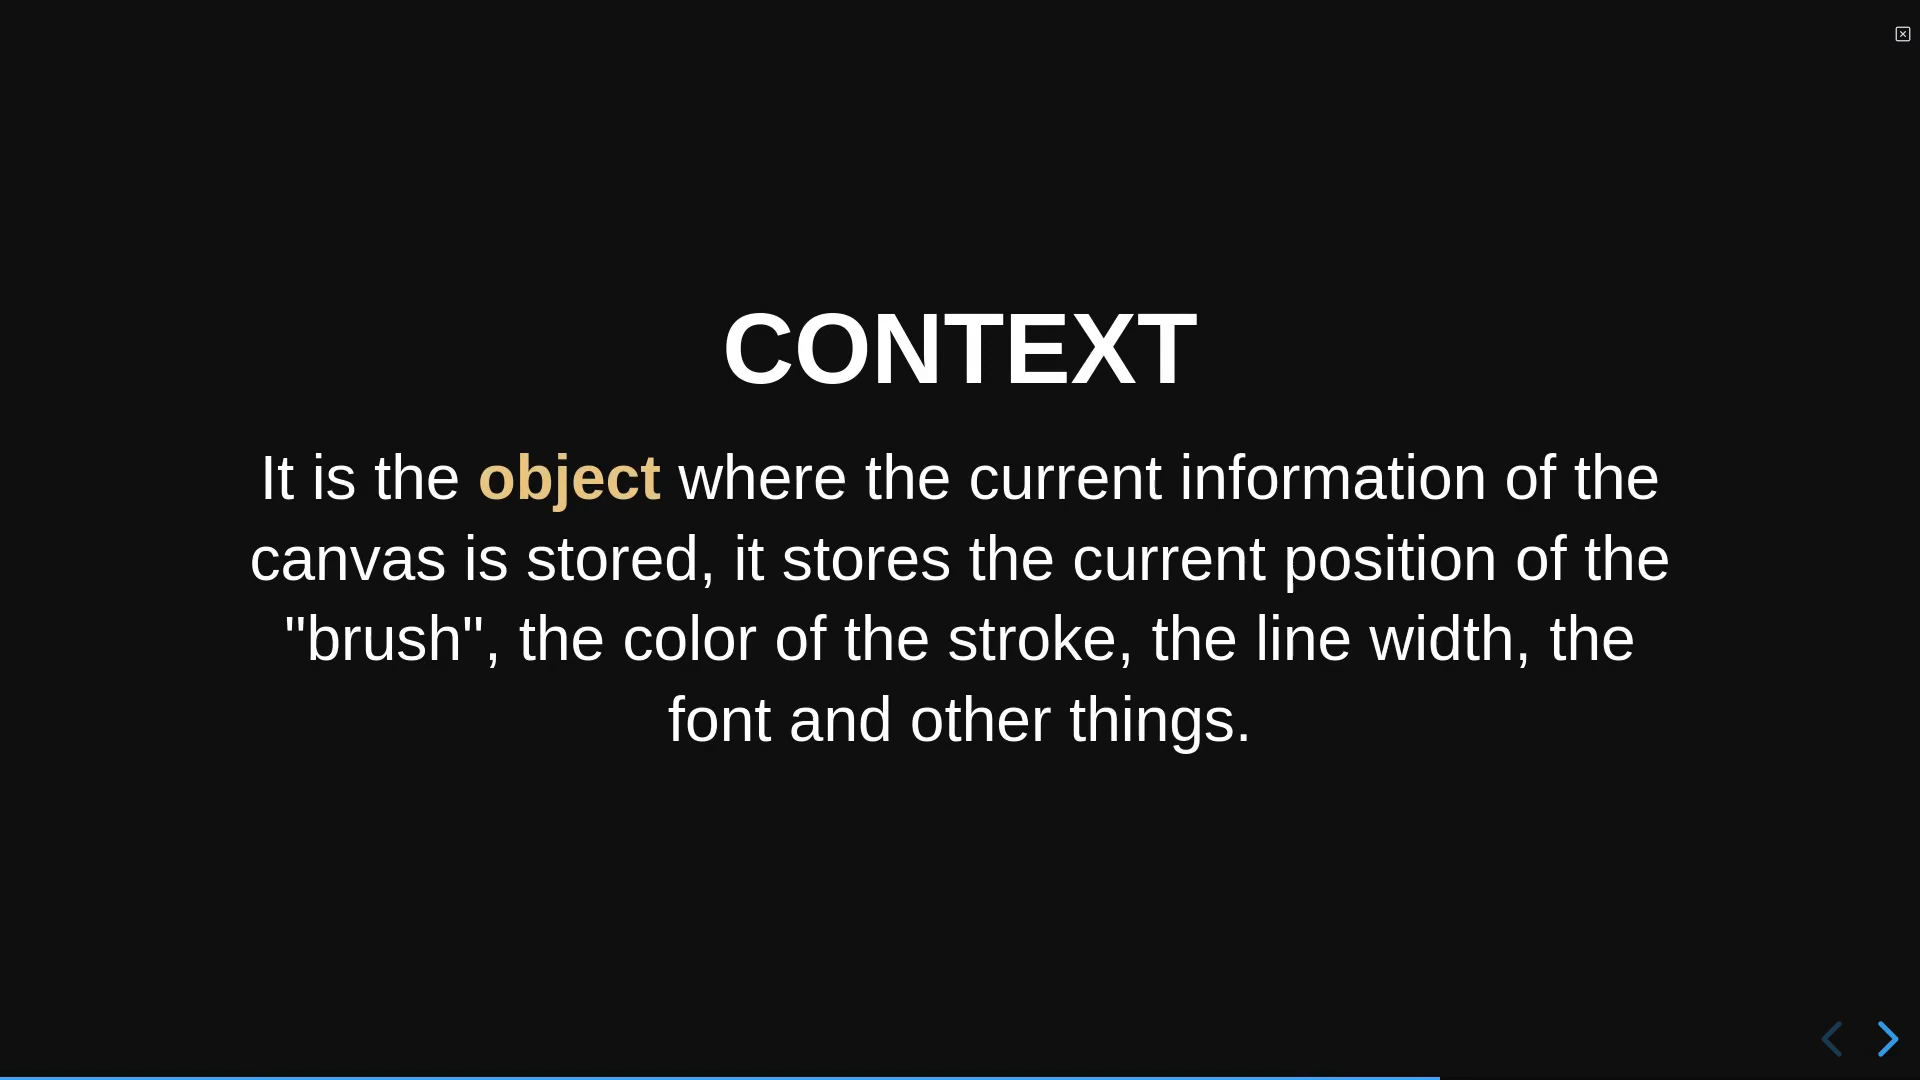 CONTEXT
It is the object where the current information of the
canvas is stored, it stores the current position of the
"brush", the color of the stroke, the line width, the
font and other things.